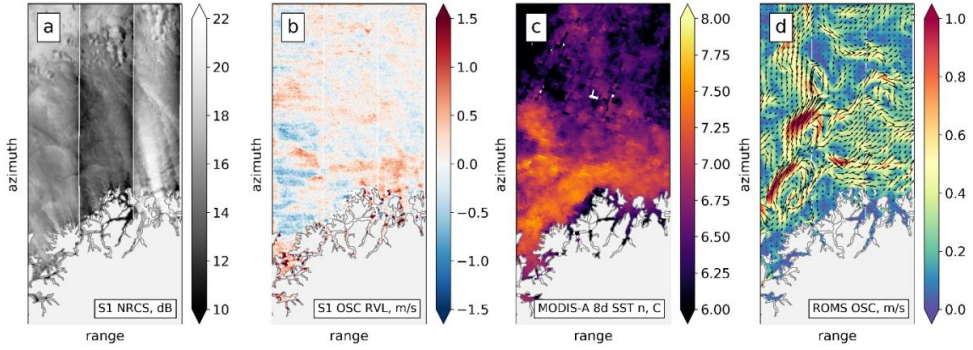 a
azimuth
S1 NRCS, dB
range
22
20
18
16
14
12
10
b
azimuth
S1 OSC RVL, m/s
range
1.5
1.0
0.5
0.0
−0.5
−1.0
−1.5
c
azimuth
MODIS-A 8d SST n, C
range
8.00
7.75
7.50
7.25
7.00
6.75
6.50
6.25
6.00
d
azimuth
ROMS OSC, m/s
range
1.0
0.8
0.6
0.4
0.2
0.0